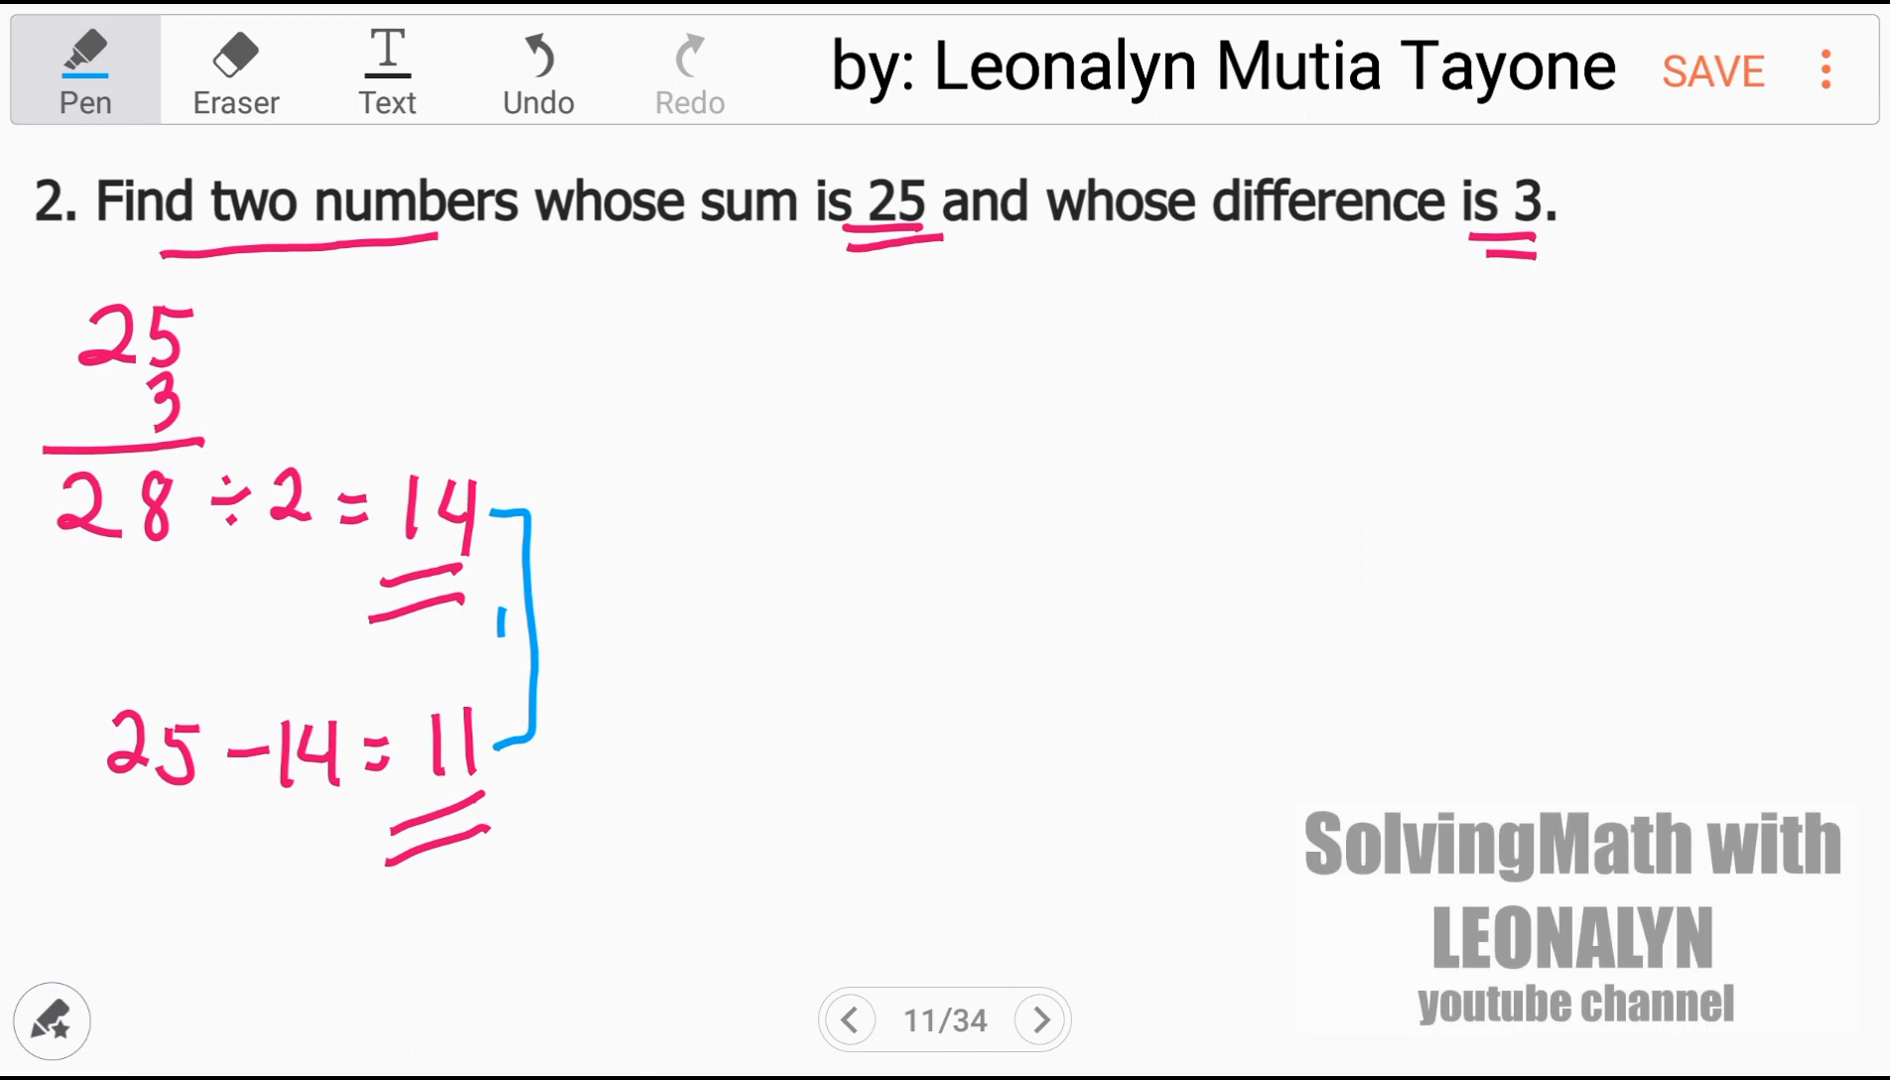 Pen Eraser Text Undo Redo by: Leonalyn Mutia Tayone SAVE
2. Find two numbers whose sum is 25 and whose difference is 3.
25
3
28 ÷ 2 = 14
25 - 14 = 11
SolvingMath with
LEONALYN
youtube channel
11/34